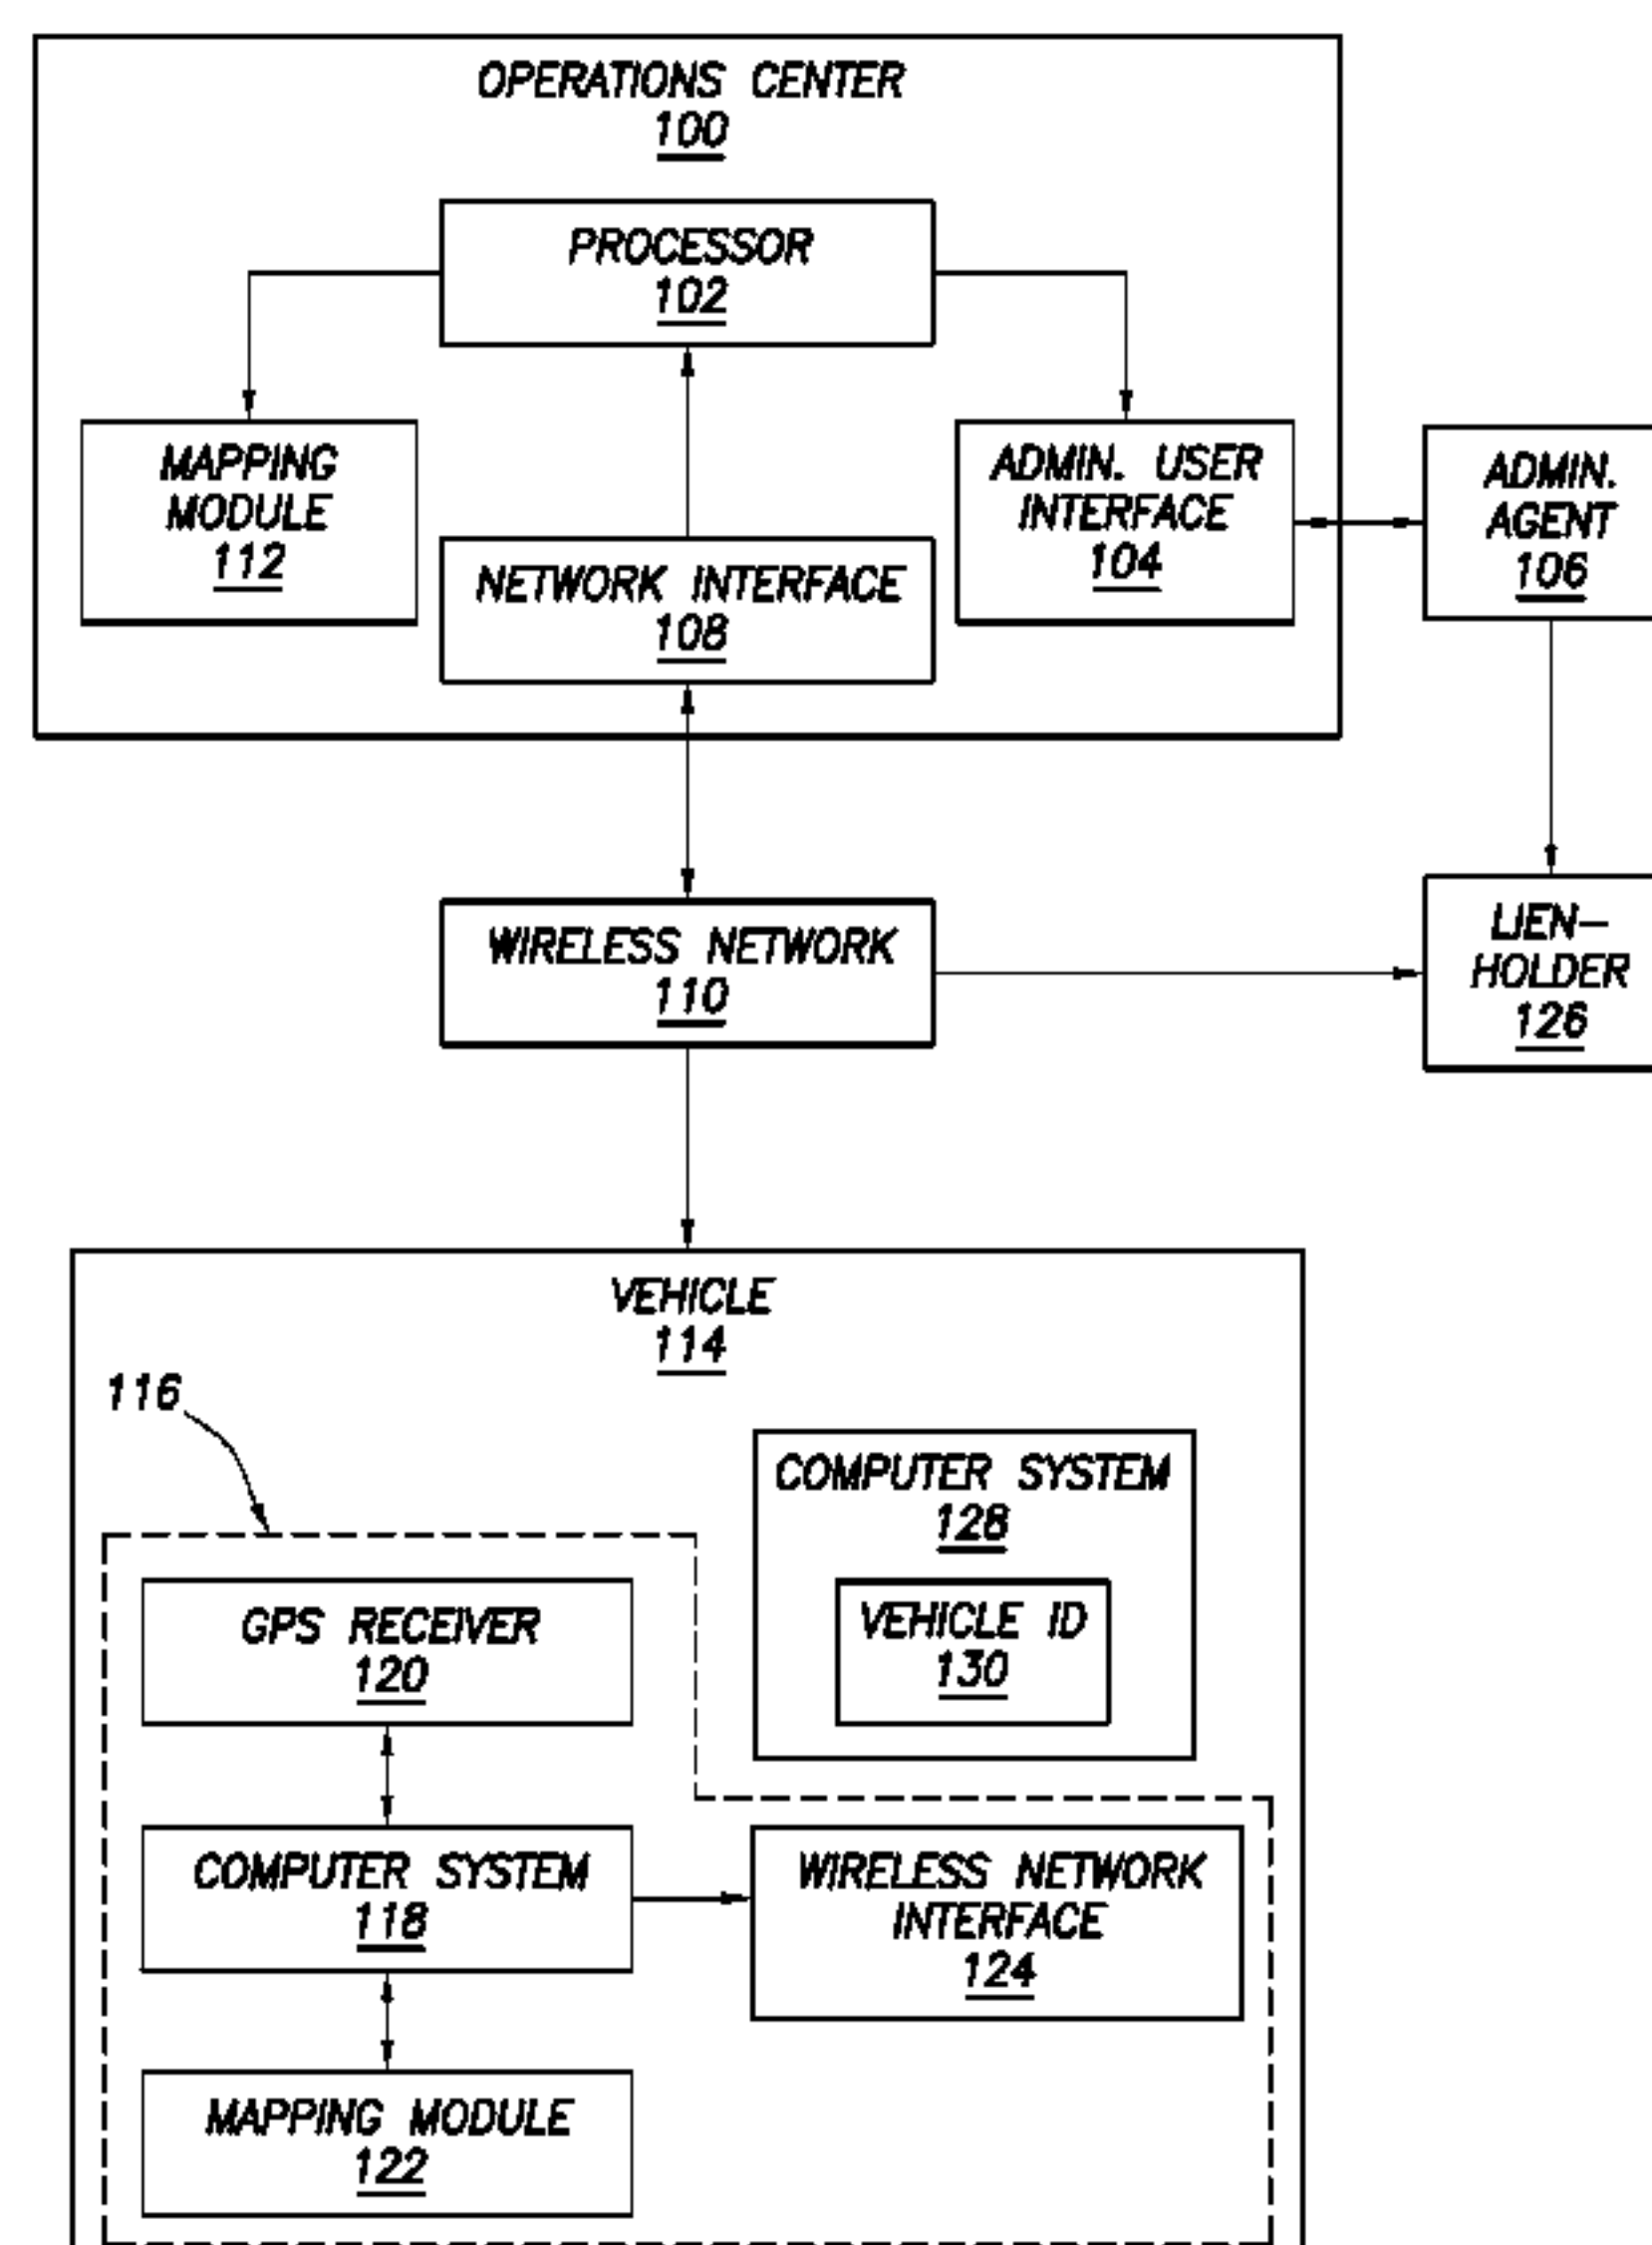 OPERATIONS CENTER
100
PROCESSOR
102
MAPPING
MODULE
112
NETWORK INTERFACE
108
ADMIN. USER
INTERFACE
104
ADMIN.
AGENT
106
WIRELESS NETWORK
110
LIEN-
HOLDER
126
VEHICLE
114
116
COMPUTER SYSTEM
128
VEHICLE ID
130
GPS RECEIVER
120
COMPUTER SYSTEM
118
WIRELESS NETWORK
INTERFACE
124
MAPPING MODULE
122